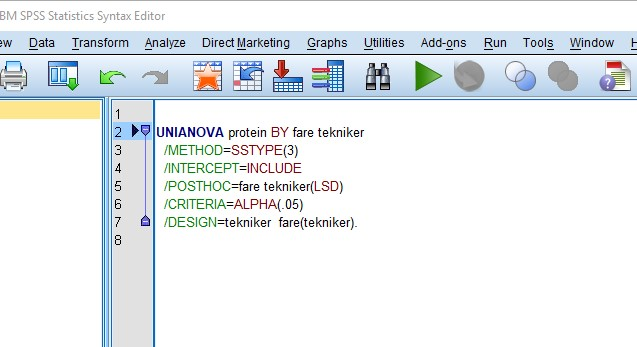 BM SPSS Statistics Syntax Editor
ew Data Transform Analyze Direct Marketing Graphs Utilities Add-ons Run Tools Window H
1
2 UNIANOVA protein BY fare tekniker
3 /METHOD=SSTYPE(3)
4 /INTERCEPT=INCLUDE
5 /POSTHOC=fare tekniker(LSD)
6 /CRITERIA=ALPHA(.05)
7 /DESIGN=tekniker  fare(tekniker).
8